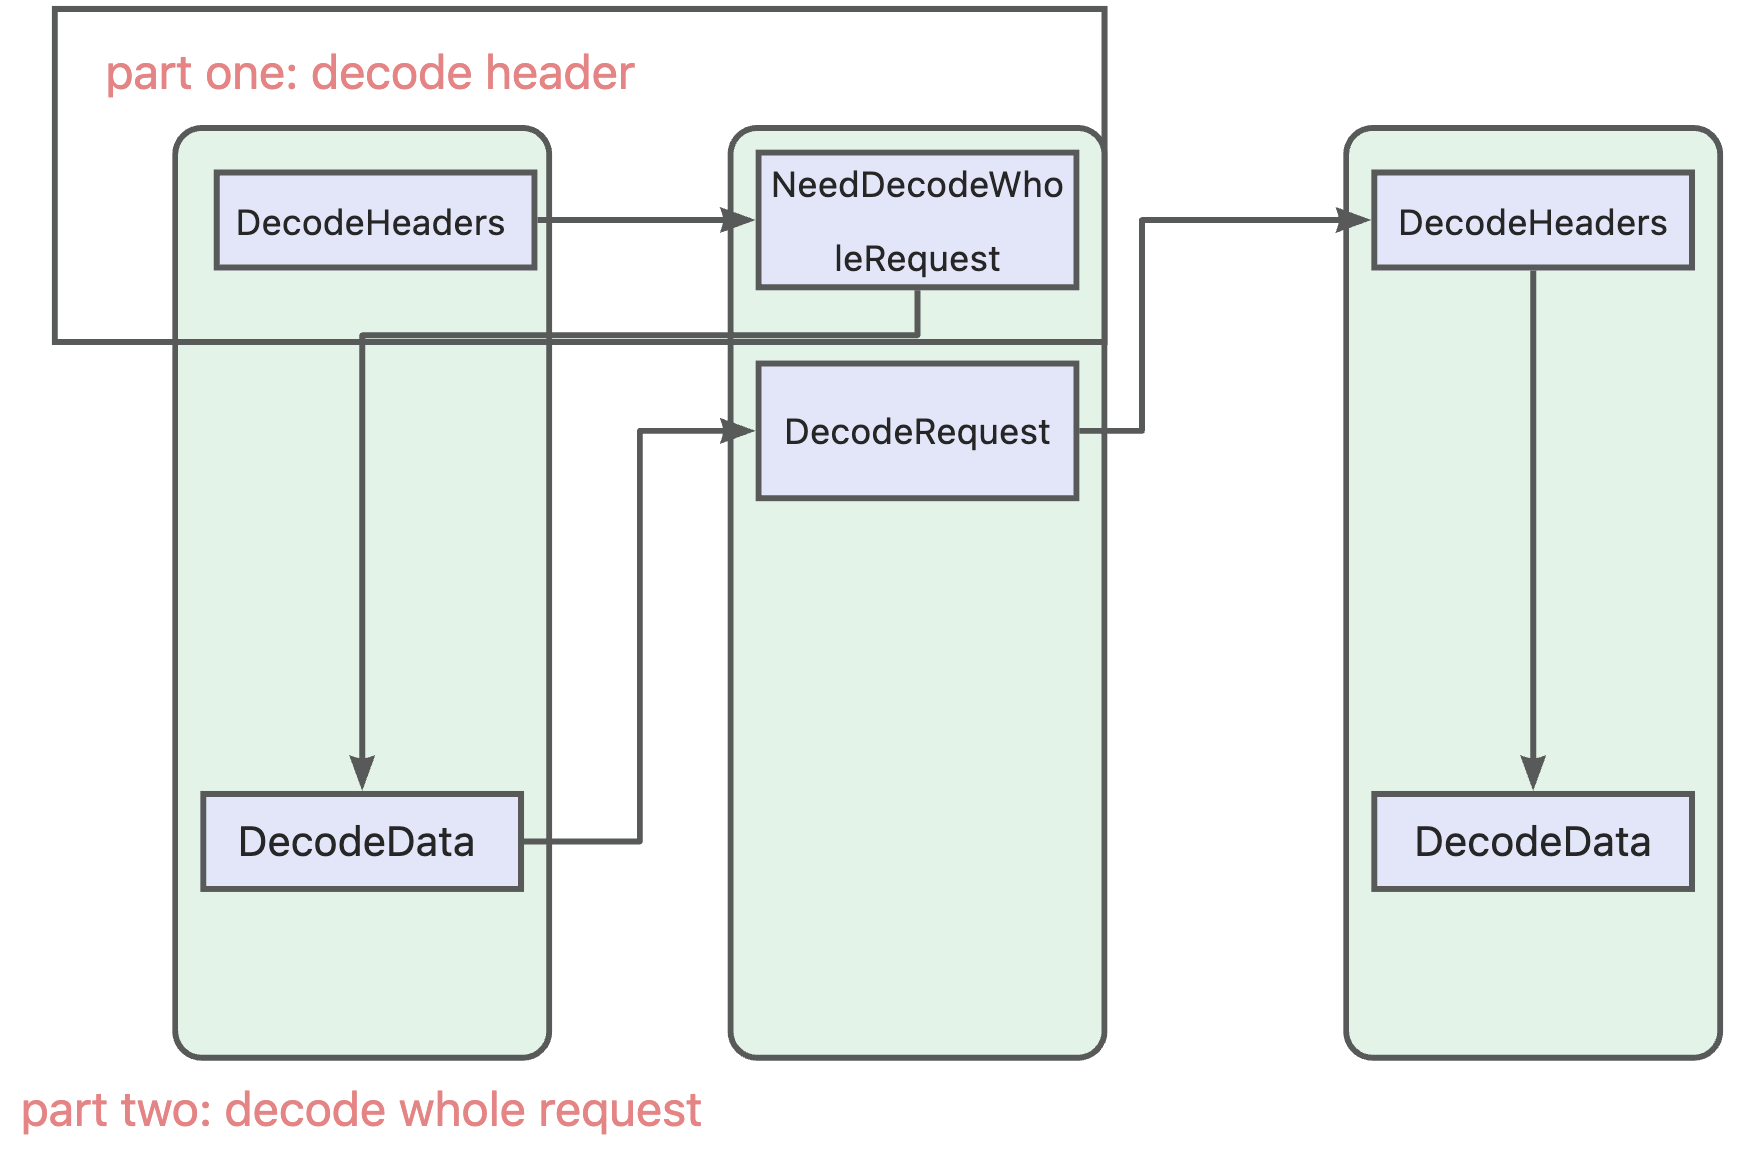 part one: decode header
DecodeHeaders
NeedDecodeWho
leRequest
DecodeHeaders
DecodeRequest
DecodeData
DecodeData
part two: decode whole request